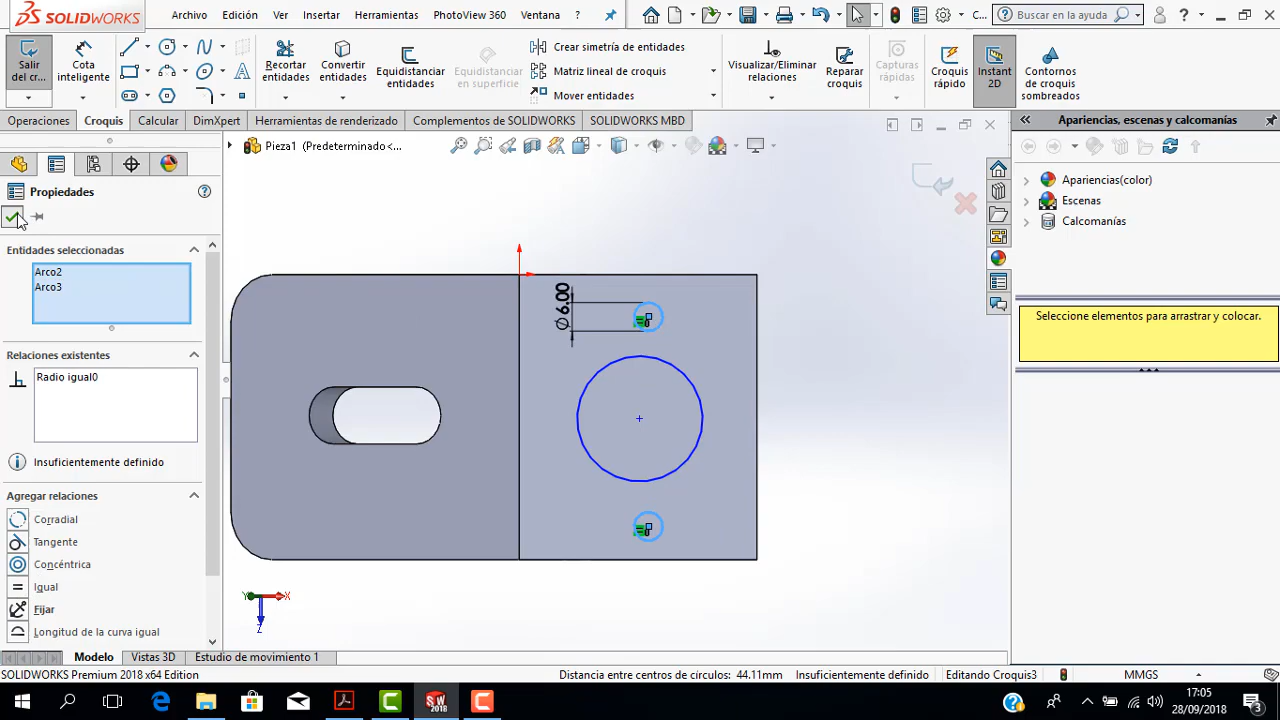 SOLIDWORKS
Archivo Edición Ver Insertar Herramientas PhotoView 360 Ventana
C...
Buscar en la ayuda
?
Salir del cr...
Cota inteligente
Recortar entidades
Convertir entidades
Equidistanciar entidades
Equidistanciar en superficie
Crear simetría de entidades
Matriz lineal de croquis
Mover entidades
Visualizar/Eliminar relaciones
Reparar croquis
Capturas rápidas
Croquis rápido
Instant 2D
Contornos de croquis sombreados
Operaciones Croquis Calcular DimXpert Herramientas de renderizado Complementos de SOLIDWORKS SOLIDWORKS MBD
Pieza1 (Predeterminado<...
Propiedades
Entidades seleccionadas
Arco2
Arco3
Relaciones existentes
Radio igual0
Insuficientemente definido
Agregar relaciones
Corradial
Tangente
Concéntrica
Igual
Fijar
Longitud de la curva igual
Ø 6.00
Y X
Z
Apariencias, escenas y calcomanías
Apariencias(color)
Escenas
Calcomanías
Seleccione elementos para arrastrar y colocar.
Modelo Vistas 3D Estudio de movimiento 1
SOLIDWORKS Premium 2018 x64 Edition
Distancia entre centros de círculos: 44.11mm Insuficientemente definido Editando Croquis3 MMGS
17:05
28/09/2018
3